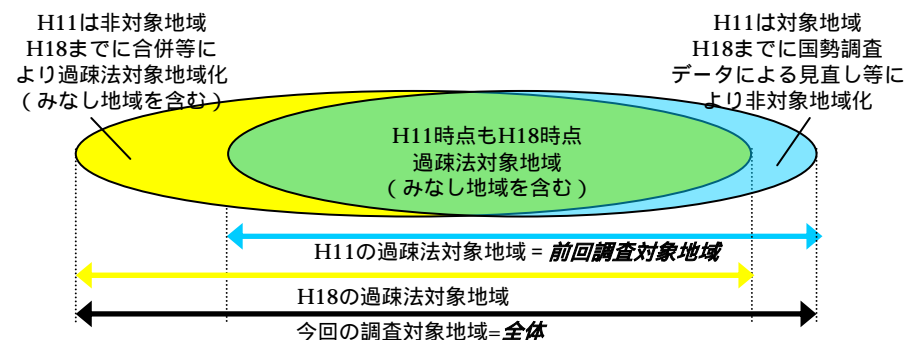 H11は非対象地域
H18までに合併等に
より過疎法対象地域化
(みなし地域を含む)
H11は対象地域
H18までに国勢調査
データによる見直し等に
より非対象地域化
H11時点もH18時点
過疎法対象地域
(みなし地域を含む)
H11の過疎法対象地域 = 前回調査対象地域
H18の過疎法対象地域
今回の調査対象地域=全体